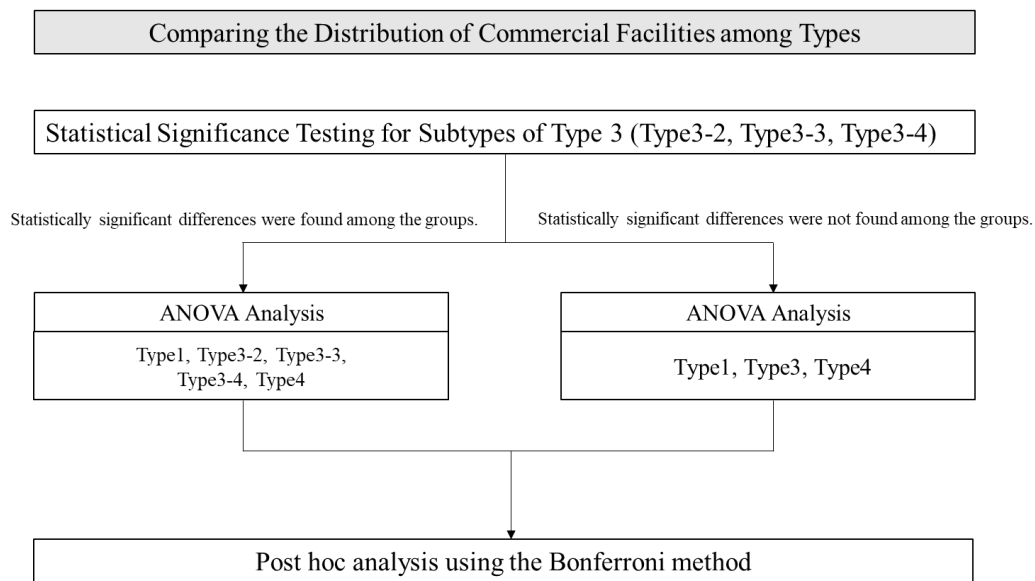 Comparing the Distribution of Commercial Facilities among Types
Statistical Significance Testing for Subtypes of Type 3 (Type3-2, Type3-3, Type3-4)
Statistically significant differences were found among the groups.
Statistically significant differences were not found among the groups.
ANOVA Analysis
Type1, Type3-2, Type3-3,
Type3-4, Type4
ANOVA Analysis
Type1, Type3, Type4
Post hoc analysis using the Bonferroni method